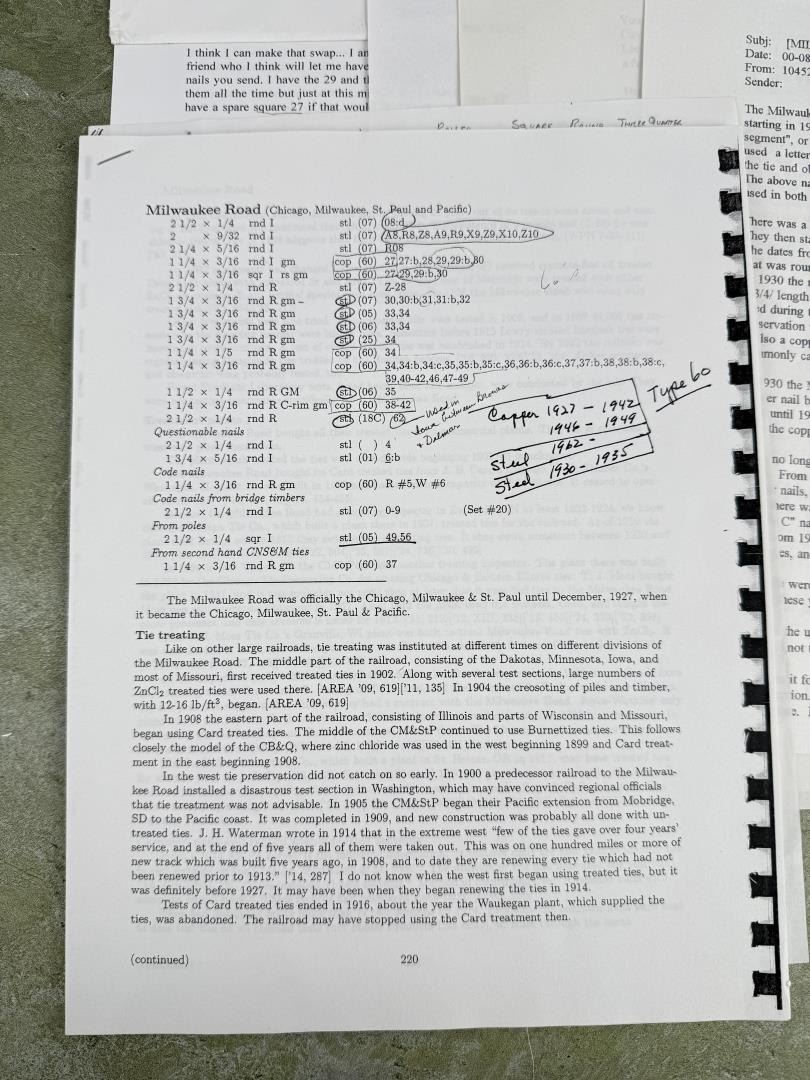 I think I can make that swap... I am
friend who I think will let me have
nails you send. I have the 29 and
them all the time but just at this
have a spare square 27 if that
Subj:
Date: 00-08
From: 10452
Sender:
The Milwauk
starting in 19
segment", or
used a letter
the tie and
The above
used in both
SQUARE ROUND THREE QUARTER
Milwaukee Road (Chicago, Milwaukee, St. Paul and Pacific)
2 1/2 × 1/4 rnd I stl (07) 08:d
2 × 9/32 rnd I stl (07) A8,R8,Z8,A9,R9,X9,Z9,X10,Z10
2 1/4 × 5/16 rnd I stl (07) R08
1 1/4 × 3/16 rnd I gm cop (60) 27,27:b,28,29,29:b,30
1 1/4 × 3/16 sqr I rs gm cop (60) 27,29,29:b,30
2 1/2 × 1/4 rnd R stl (07) Z-28
1 3/4 × 3/16 rnd R gm stl (07) 30,30:b,31,31:b,32
1 3/4 × 3/16 rnd R gm stl (05) 33,34
1 3/4 × 3/16 rnd R gm stl (06) 33,34
1 3/4 × 3/16 rnd R gm stl (25) 34
1 1/4 × 1/5 rnd R gm cop (60) 34
1 1/4 × 3/16 rnd R gm cop (60) 34,34:b,34:c,35,35:b,35:c,36,36:b,36:c,37,37:b,38,38:b,38:c,
39,40-42,46,47-49
1 1/2 × 1/4 rnd R GM stl (06) 35
1 1/4 × 3/16 rnd R C-rim gm cop (60) 38-42
2 1/2 × 1/4 rnd R stl (18C) 62
used in
Iowa between Browns
+ Delmar
Copper 1927 - 1942
1946 - 1949
Steel 1962 -
Steel 1930 - 1935
Type 60
Questionable nails
2 1/2 × 1/4 rnd I stl ( ) 4
1 3/4 × 5/16 rnd I stl (01) 6:b
Code nails
1 1/4 × 3/16 rnd R gm cop (60) R #5,W #6
Code nails from bridge timbers
2 1/2 × 1/4 rnd I stl (07) 0-9 (Set #20)
From poles
2 1/2 × 1/4 sqr I stl (05) 49,56
From second hand CNS&M ties
1 1/4 × 3/16 rnd R gm cop (60) 37
The Milwaukee Road was officially the Chicago, Milwaukee & St. Paul until December, 1927, when
it became the Chicago, Milwaukee, St. Paul & Pacific.
Tie treating
Like on other large railroads, tie treating was instituted at different times on different divisions of
the Milwaukee Road. The middle part of the railroad, consisting of the Dakotas, Minnesota, Iowa, and
most of Missouri, first received treated ties in 1902. Along with several test sections, large numbers of
ZnCl₂ treated ties were used there. [AREA '09, 619]['11, 135] In 1904 the creosoting of piles and timber,
with 12-16 lb/ft³, began. [AREA '09, 619]
In 1908 the eastern part of the railroad, consisting of Illinois and parts of Wisconsin and Missouri,
began using Card treated ties. The middle of the CM&StP continued to use Burnettized ties. This follows
closely the model of the CB&Q, where zinc chloride was used in the west beginning 1899 and Card treat-
ment in the east beginning 1908.
In the west tie preservation did not catch on so early. In 1900 a predecessor railroad to the Milwau-
kee Road installed a disastrous test section in Washington, which may have convinced regional officials
that tie treatment was not advisable. In 1905 the CM&StP began their Pacific extension from Mobridge,
SD to the Pacific coast. It was completed in 1909, and new construction was probably all done with un-
treated ties. J. H. Waterman wrote in 1914 that in the extreme west "few of the ties gave over four years'
service, and at the end of five years all of them were taken out. This was on one hundred miles or more of
new track which was built five years ago, in 1908, and to date they are renewing every tie which had not
been renewed prior to 1913." ['14, 287] I do not know when the west first began using treated ties, but it
was definitely before 1927. It may have been when they began renewing the ties in 1914.
Tests of Card treated ties ended in 1916, about the year the Waukegan plant, which supplied the
ties, was abandoned. The railroad may have stopped using the Card treatment then.
(continued) 220